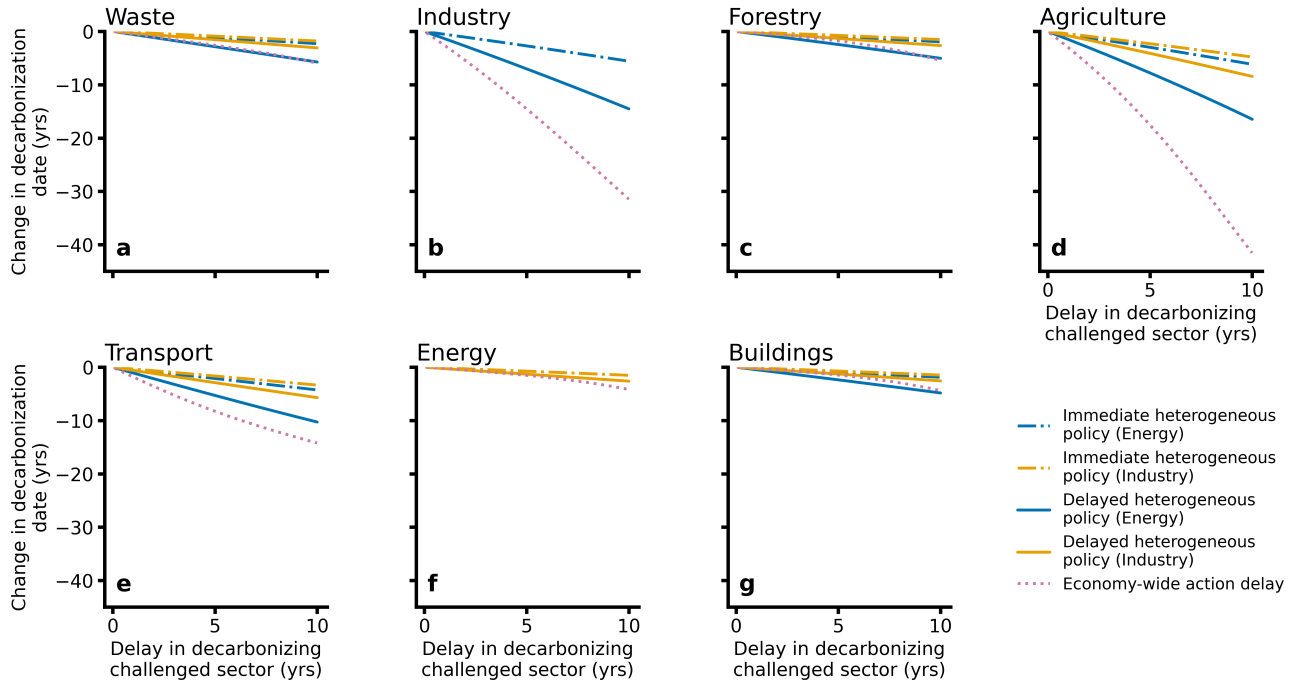 Waste
Industry
Forestry
Agriculture
Change in decarbonization
date (yrs)
0
−10
−20
−30
−40
a
b
c
d
0
5
10
Delay in decarbonizing
challenged sector (yrs)
Transport
Energy
Buildings
Change in decarbonization
date (yrs)
0
−10
−20
−30
−40
e
f
g
0
5
10
Delay in decarbonizing
challenged sector (yrs)
0
5
10
Delay in decarbonizing
challenged sector (yrs)
0
5
10
Delay in decarbonizing
challenged sector (yrs)
Immediate heterogeneous
policy (Energy)
Immediate heterogeneous
policy (Industry)
Delayed heterogeneous
policy (Energy)
Delayed heterogeneous
policy (Industry)
Economy-wide action delay